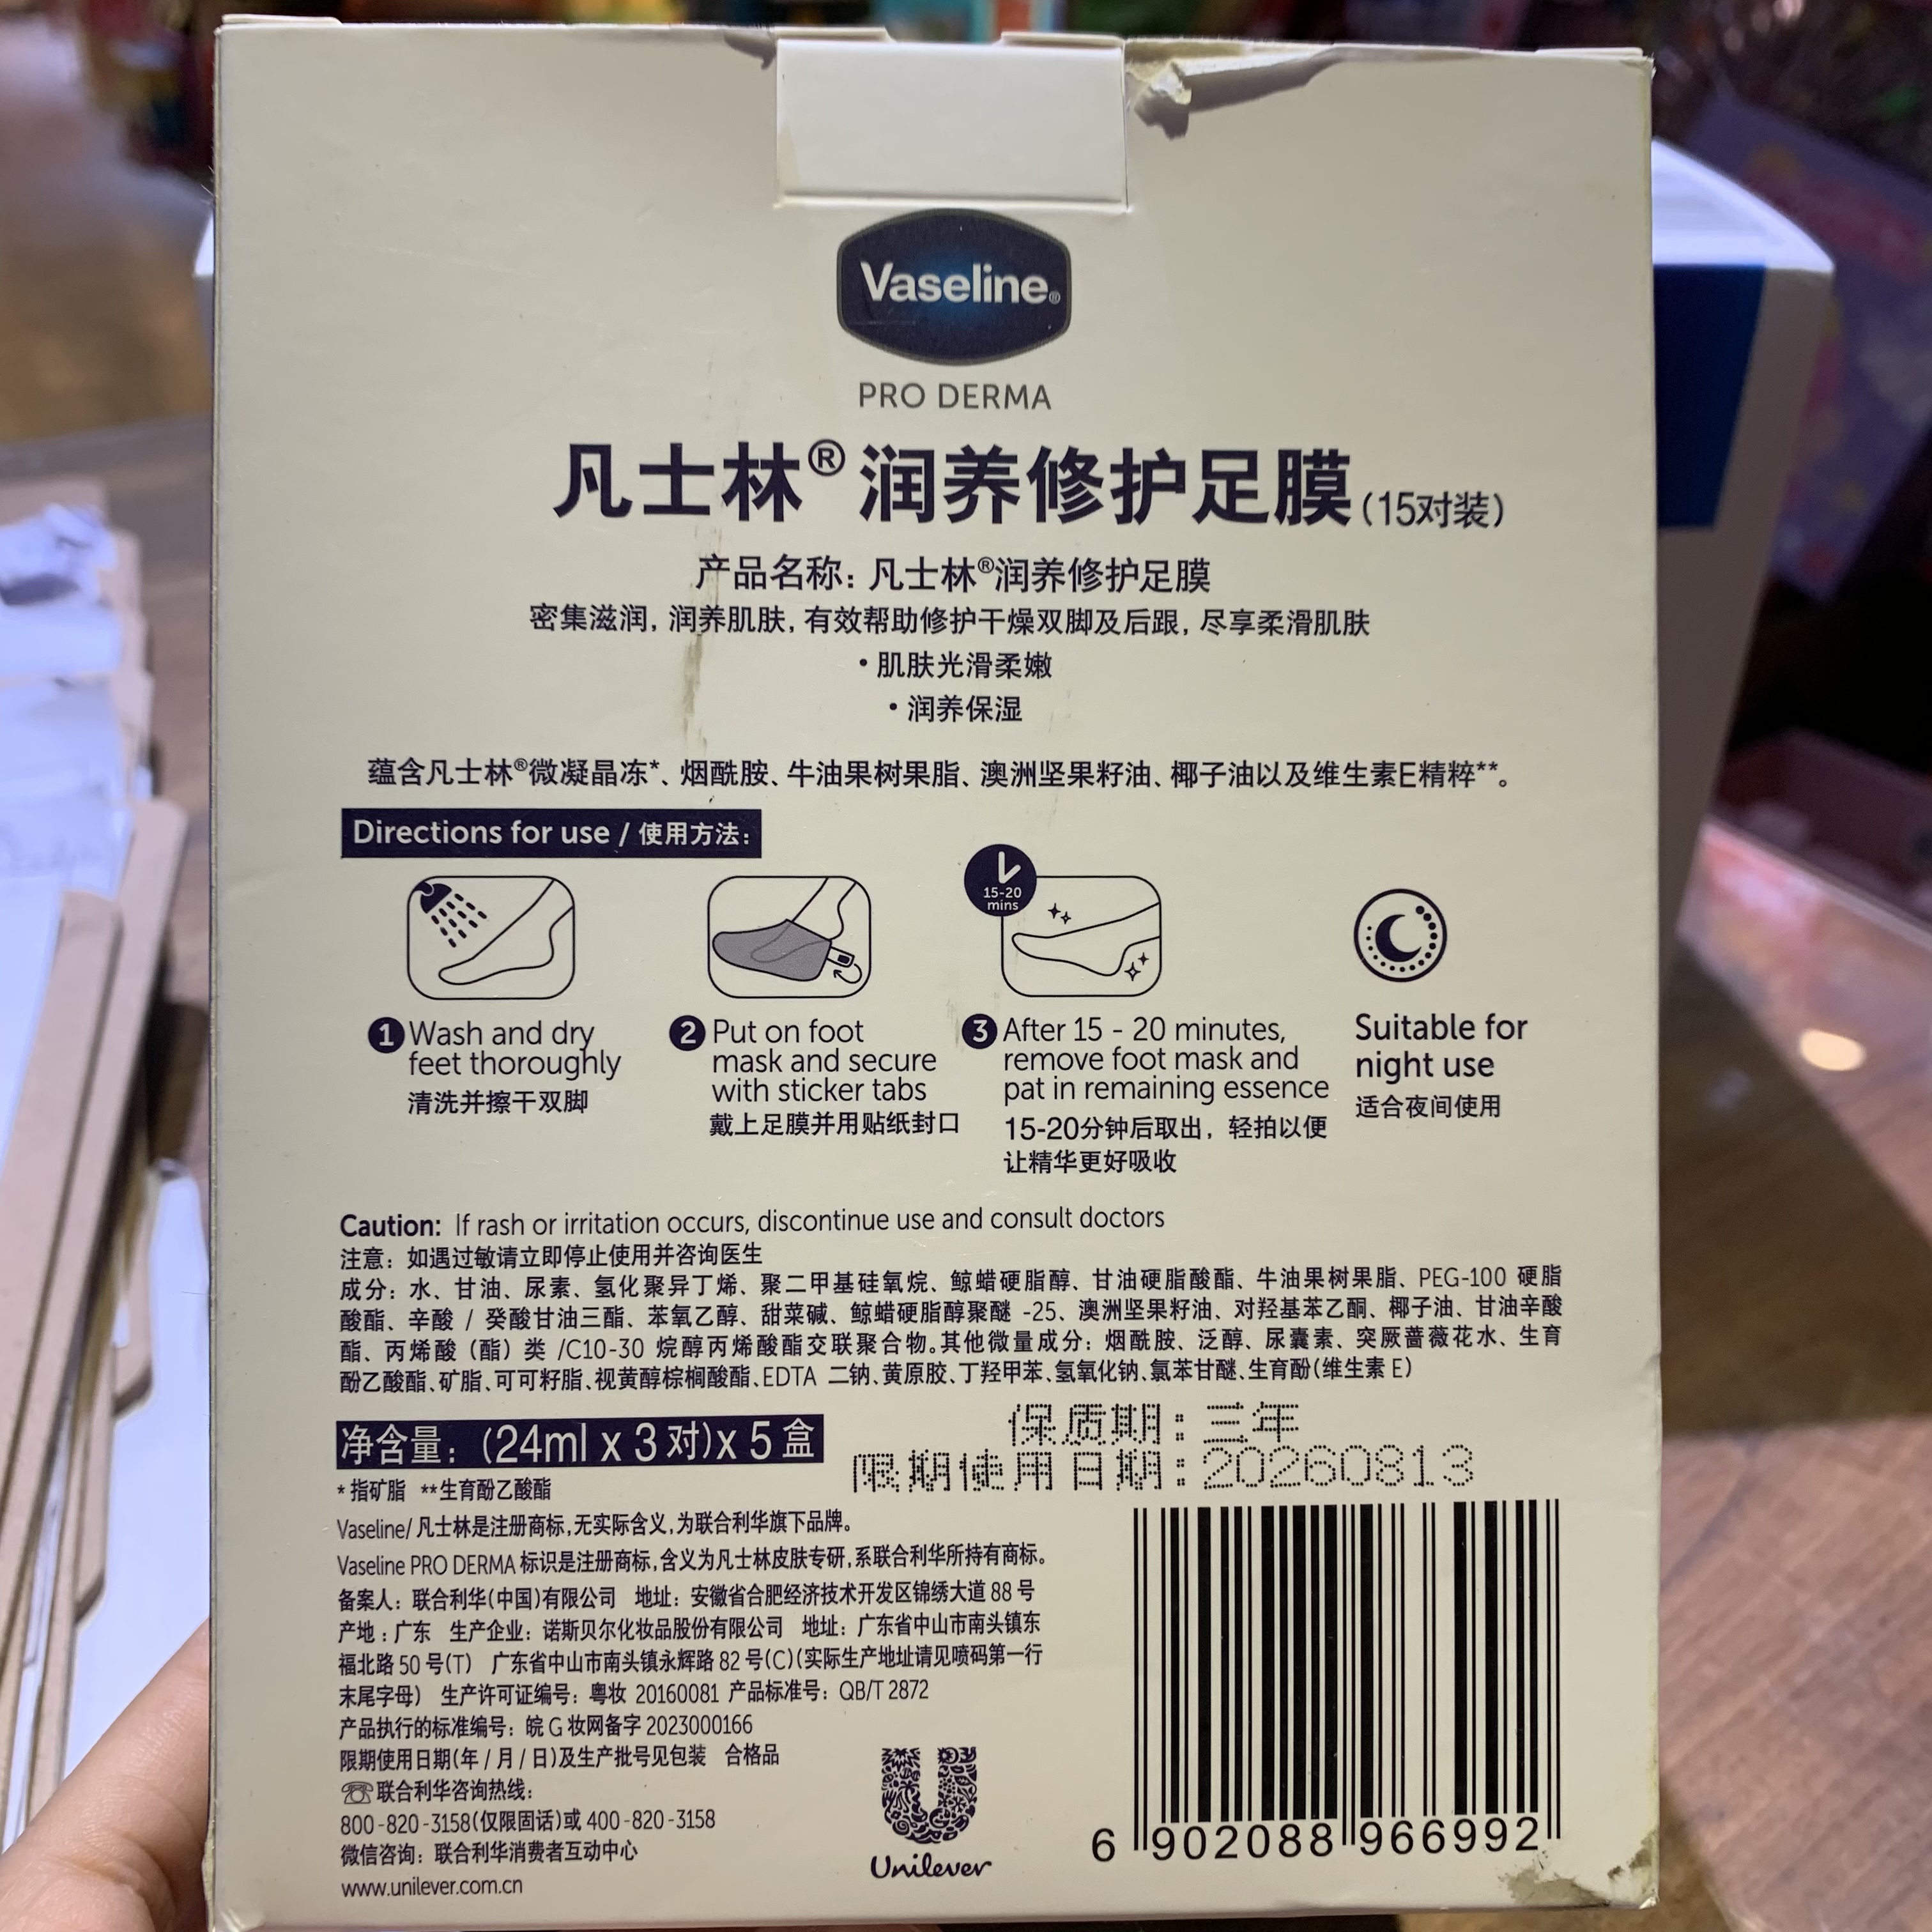 Vaseline®
PRO DERMA
凡士林®润养修护足膜(15对装)
产品名称：凡士林®润养修护足膜
密集滋润, 润养肌肤, 有效帮助修护干燥双脚及后跟, 尽享柔滑肌肤
•肌肤光滑柔嫩
•润养保湿
蕴含凡士林®微凝晶冻*、烟酰胺、牛油果树果脂、澳洲坚果籽油、椰子油以及维生素E精粹**。
Directions for use / 使用方法：
15-20
mins
1 Wash and dry
feet thoroughly
清洗并擦干双脚
2 Put on foot
mask and secure
with sticker tabs
戴上足膜并用贴纸封口
3 After 15 - 20 minutes,
remove foot mask and
pat in remaining essence
15-20分钟后取出，轻拍以便
让精华更好吸收
Suitable for
night use
适合夜间使用
Caution: If rash or irritation occurs, discontinue use and consult doctors
注意：如遇过敏请立即停止使用并咨询医生
成分：水、甘油、尿素、氢化聚异丁烯、聚二甲基硅氧烷、鲸蜡硬脂醇、甘油硬脂酸酯、牛油果树果脂、PEG-100 硬脂
酸酯、辛酸 / 癸酸甘油三酯、苯氧乙醇、甜菜碱、鲸蜡硬脂醇聚醚 -25、澳洲坚果籽油、对羟基苯乙酮、椰子油、甘油辛酸
酯、丙烯酸（酯）类 /C10-30 烷醇丙烯酸酯交联聚合物。其他微量成分：烟酰胺、泛醇、尿囊素、突厥蔷薇花水、生育
酚乙酸酯、矿脂、可可籽脂、视黄醇棕榈酸酯、EDTA 二钠、黄原胶、丁羟甲苯、氢氧化钠、氯苯甘醚、生育酚(维生素 E)
净含量：(24ml x 3对)x 5盒
保质期：三年
限期使用日期：20260813
*指矿脂 **生育酚乙酸酯
Vaseline/ 凡士林是注册商标,无实际含义,为联合利华旗下品牌。
Vaseline PRO DERMA 标识是注册商标,含义为凡士林皮肤专研,系联合利华所持有商标。
备案人：联合利华(中国)有限公司 地址：安徽省合肥经济技术开发区锦绣大道 88 号
产地：广东 生产企业：诺斯贝尔化妆品股份有限公司 地址：广东省中山市南头镇东
福北路 50 号(T) 广东省中山市南头镇永辉路 82 号(C)(实际生产地址请见喷码第一行
末尾字母) 生产许可证编号：粤妆 20160081 产品标准号：QB/T 2872
产品执行的标准编号：皖 G 妆网备字 2023000166
限期使用日期(年 / 月 / 日)及生产批号见包装 合格品
☏联合利华咨询热线：
800-820-3158(仅限固话)或 400-820-3158
微信咨询：联合利华消费者互动中心
www.unilever.com.cn
Unilever
6 902088 966992